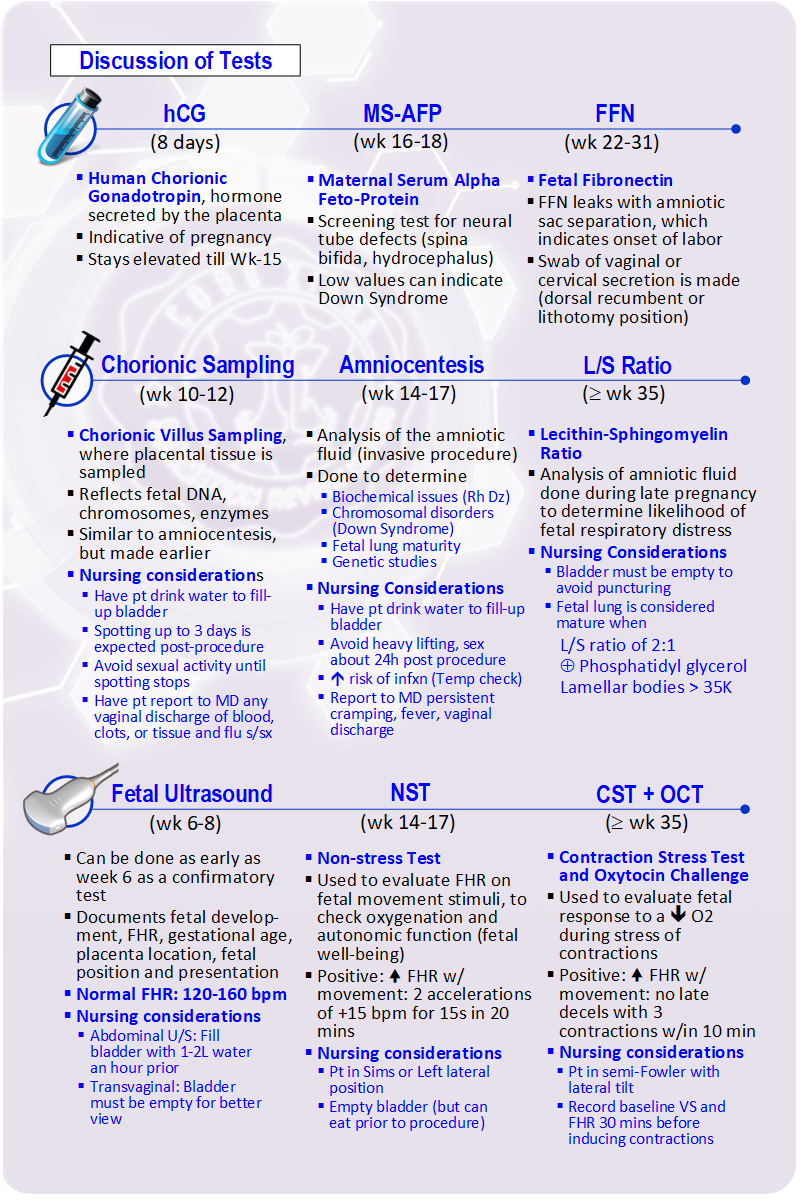 Discussion of Tests
hCG
(8 days)
Human Chorionic
Gonadotropin, hormone
secreted by the placenta
Indicative of pregnancy
Stays elevated till Wk-15
MS-AFP
(wk 16-18)
Maternal Serum Alpha
Feto-Protein
Screening test for neural
tube defects (spina
bifida, hydrocephalus)
Low values can indicate
Down Syndrome
FFN
(wk 22-31)
Fetal Fibronectin
FFN leaks with amniotic
sac separation, which
indicates onset of labor
Swab of vaginal or
cervical secretion is made
(dorsal recumbent or
lithotomy position)
Chorionic Sampling
(wk 10-12)
Chorionic Villus Sampling,
where placental tissue is
sampled
Reflects fetal DNA,
chromosomes, enzymes
Similar to amniocentesis,
but made earlier
Nursing considerations
Have pt drink water to fill-
up bladder
Spotting up to 3 days is
expected post-procedure
Avoid sexual activity until
spotting stops
Have pt report to MD any
vaginal discharge of blood,
clots, or tissue and flu s/sx
Amniocentesis
(wk 14-17)
Analysis of the amniotic
fluid (invasive procedure)
Done to determine
Biochemical issues (Rh Dz)
Chromosomal disorders
(Down Syndrome)
Fetal lung maturity
Genetic studies
Nursing Considerations
Have pt drink water to fill-up
bladder
Avoid heavy lifting, sex
about 24h post procedure
🡹 risk of infxn (Temp check)
Report to MD persistent
cramping, fever, vaginal
discharge
L/S Ratio
(≥ wk 35)
Lecithin-Sphingomyelin
Ratio
Analysis of amniotic fluid
done during late pregnancy
to determine likelihood of
fetal respiratory distress
Nursing Considerations
Bladder must be empty to
avoid puncturing
Fetal lung is considered
mature when
L/S ratio of 2:1
⊕ Phosphatidyl glycerol
Lamellar bodies > 35K
Fetal Ultrasound
(wk 6-8)
Can be done as early as
week 6 as a confirmatory
test
Documents fetal develop-
ment, FHR, gestational age,
placenta location, fetal
position and presentation
Normal FHR: 120-160 bpm
Nursing considerations
Abdominal U/S: Fill
bladder with 1-2L water
an hour prior
Transvaginal: Bladder
must be empty for better
view
NST
(wk 14-17)
Non-stress Test
Used to evaluate FHR on
fetal movement stimuli, to
check oxygenation and
autonomic function (fetal
well-being)
Positive: 🡹 FHR w/
movement: 2 accelerations
of +15 bpm for 15s in 20
mins
Nursing considerations
Pt in Sims or Left lateral
position
Empty bladder (but can
eat prior to procedure)
CST + OCT
(≥ wk 35)
Contraction Stress Test
and Oxytocin Challenge
Used to evaluate fetal
response to a 🡻 O2
during stress of
contractions
Positive: 🡹 FHR w/
movement: no late
decels with 3
contractions w/in 10 min
Nursing considerations
Pt in semi-Fowler with
lateral tilt
Record baseline VS and
FHR 30 mins before
inducing contractions